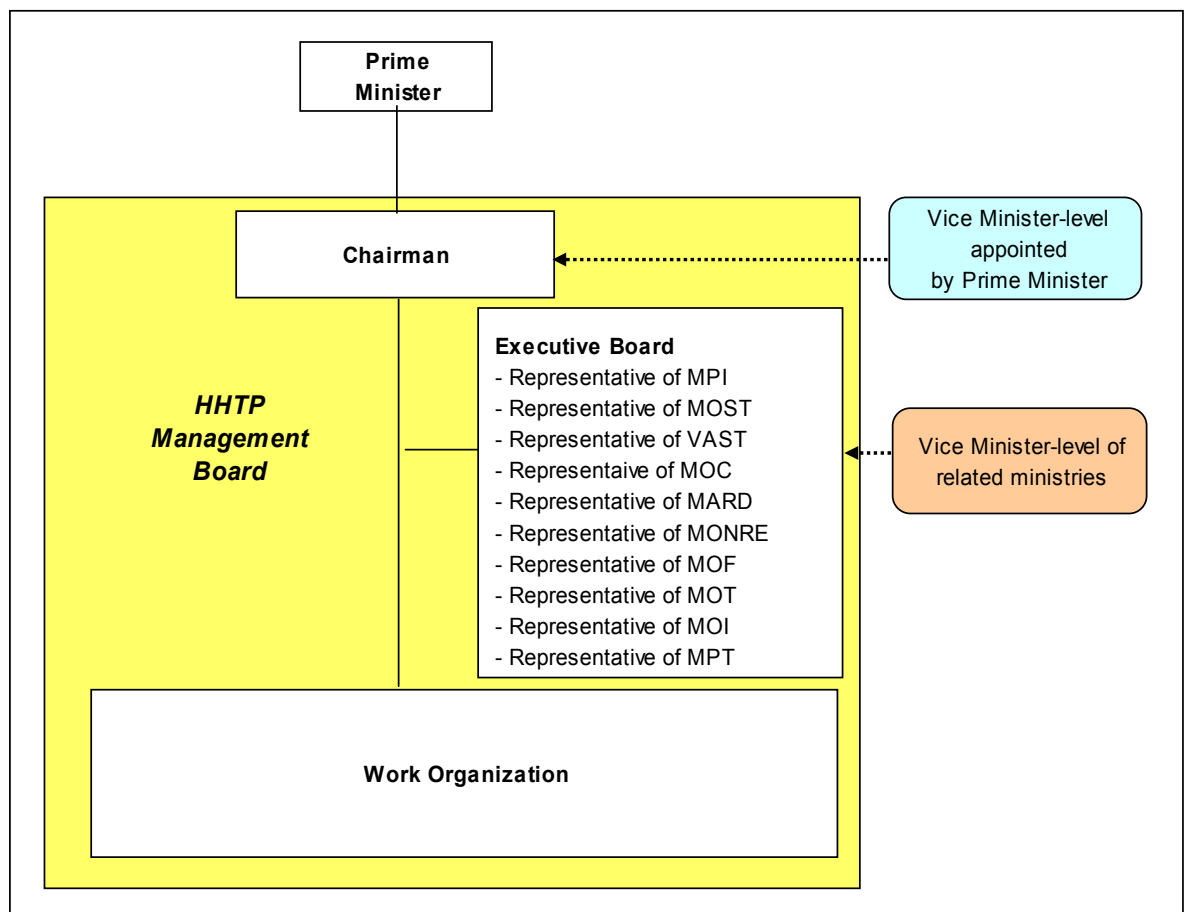 Prime
Minister
Chairman
Vice Minister-level
appointed
by Prime Minister
HHTP
Management
Board
Executive Board
- Representative of MPI
- Representative of MOST
- Representative of VAST
- Representaive of MOC
- Representative of MARD
- Representative of MONRE
- Representative of MOF
- Representative of MOT
- Representative of MOI
- Representative of MPT
Vice Minister-level of
related ministries
Work Organization